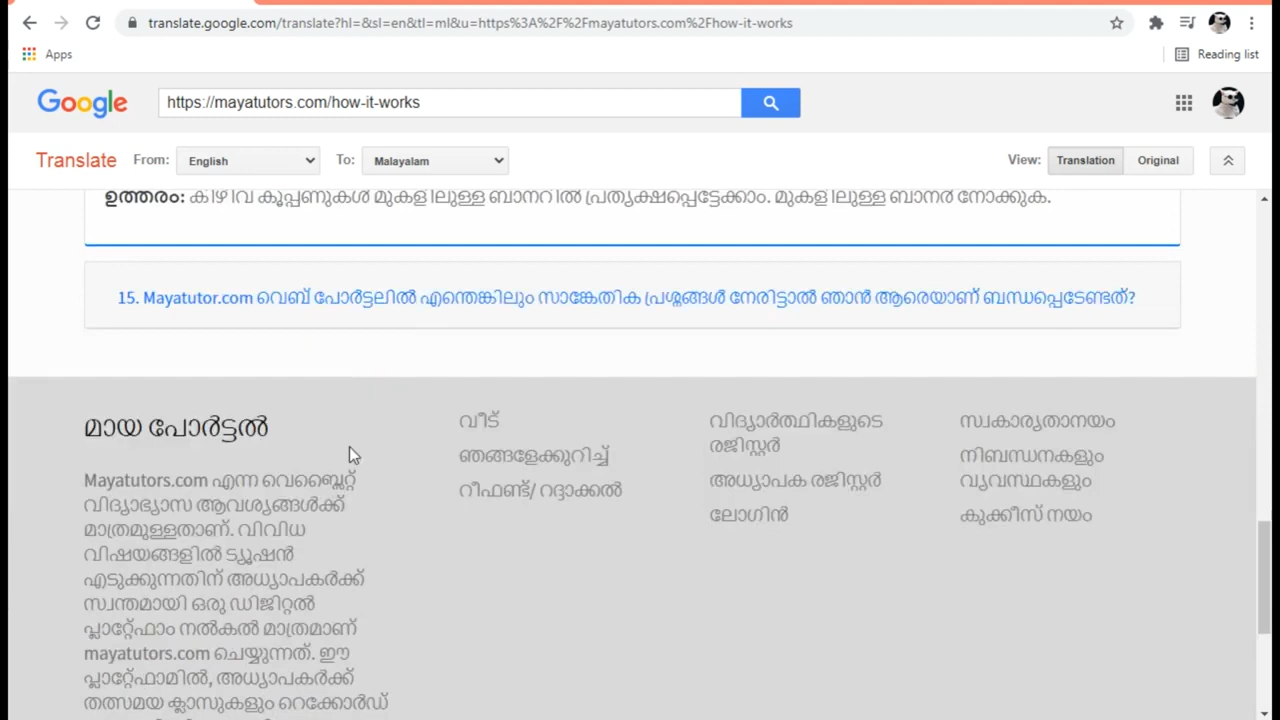 translate.google.com/translate?hl=&sl=en&tl=ml&u=https%3A%2F%2Fmayatutors.com%2Fhow-it-works
Apps
Reading list
Google
https://mayatutors.com/how-it-works
Translate From: English To: Malayalam View: Translation Original
ഉത്തരം: കിഴിവ് കൂപ്പണുകൾ മുകളിലുള്ള ബാനറിൽ പ്രത്യക്ഷപ്പെട്ടേക്കാം. മുകളിലുള്ള ബാനർ നോക്കുക.
15. Mayatutor.com വെബ് പോർട്ടലിൽ എന്തെങ്കിലും സാങ്കേതിക പ്രശ്നങ്ങൾ നേരിട്ടാൽ ഞാൻ ആരെയാണ് ബന്ധപ്പെടേണ്ടത്?
മായ പോർട്ടൽ
Mayatutors.com എന്ന വെബ്സൈറ്റ്
വിദ്യാഭ്യാസ ആവശ്യങ്ങൾക്ക്
മാത്രമുള്ളതാണ്. വിവിധ
വിഷയങ്ങളിൽ ട്യൂഷൻ
എടുക്കുന്നതിന് അധ്യാപകർക്ക്
സ്വന്തമായി ഒരു ഡിജിറ്റൽ
പ്ലാറ്റ്ഫോം നൽകൽ മാത്രമാണ്
mayatutors.com ചെയ്യുന്നത്. ഈ
പ്ലാറ്റ്ഫോമിൽ, അധ്യാപകർക്ക്
തത്സമയ ക്ലാസുകളും റെക്കോർഡ്
വീട്
ഞങ്ങളേക്കുറിച്ച്
റീഫണ്ട്/ റദ്ദാക്കൽ
വിദ്യാർത്ഥികളുടെ
രജിസ്റ്റർ
അധ്യാപക രജിസ്റ്റർ
ലോഗിൻ
സ്വകാര്യതാനയം
നിബന്ധനകളും
വ്യവസ്ഥകളും
കുക്കീസ് നയം